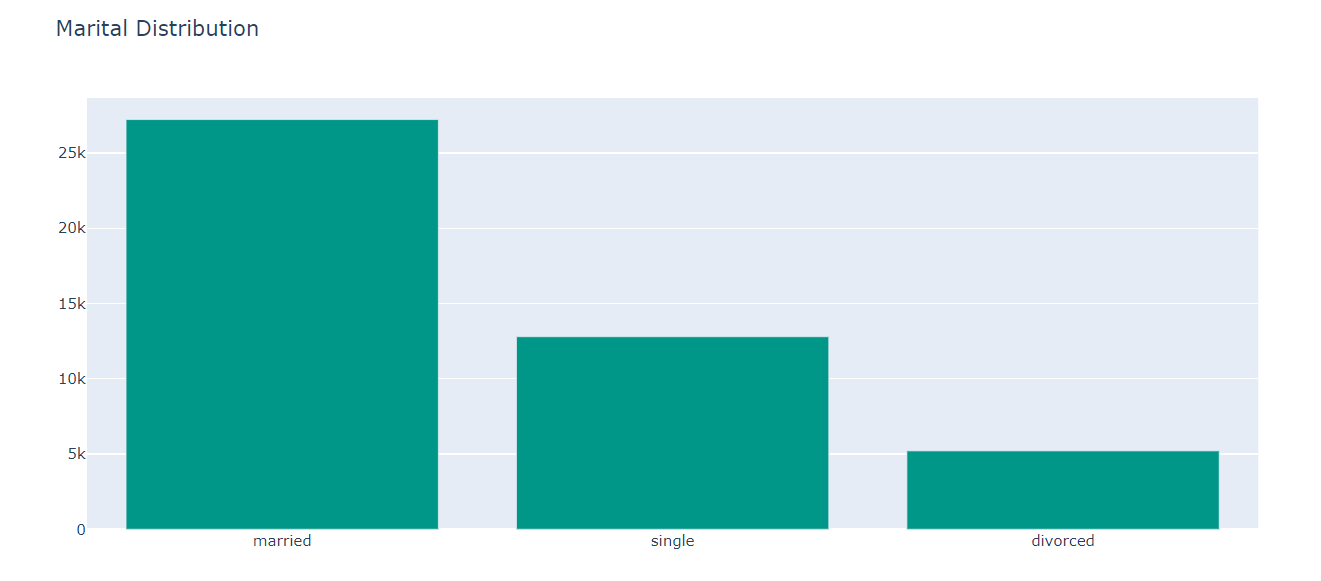 Marital Distribution
25k
20k
15k
10k
5k
0
married single divorced